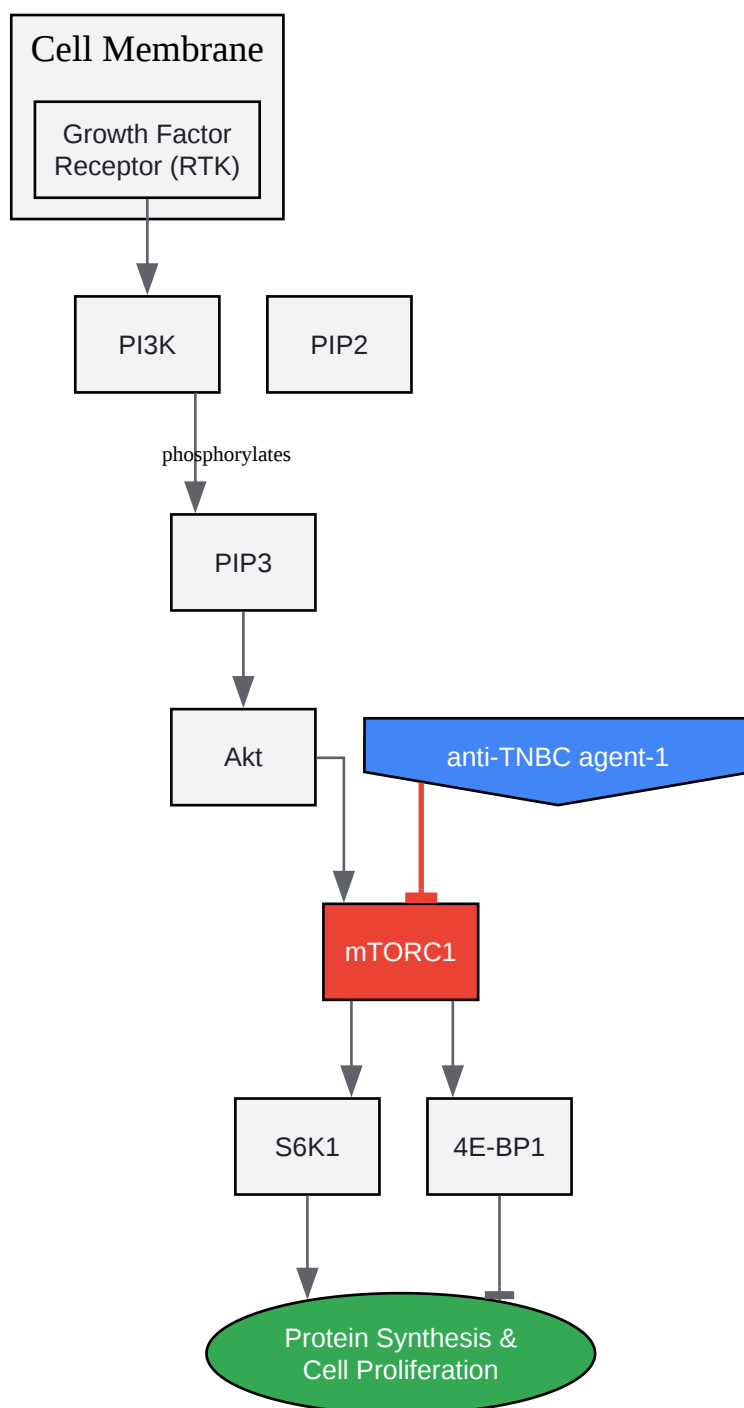 Cell Membrane
Growth Factor
Receptor (RTK)
PI3K
PIP2
phosphorylates
PIP3
Akt
anti-TNBC agent-1
mTORC1
S6K1
4E-BP1
Protein Synthesis &
Cell Proliferation